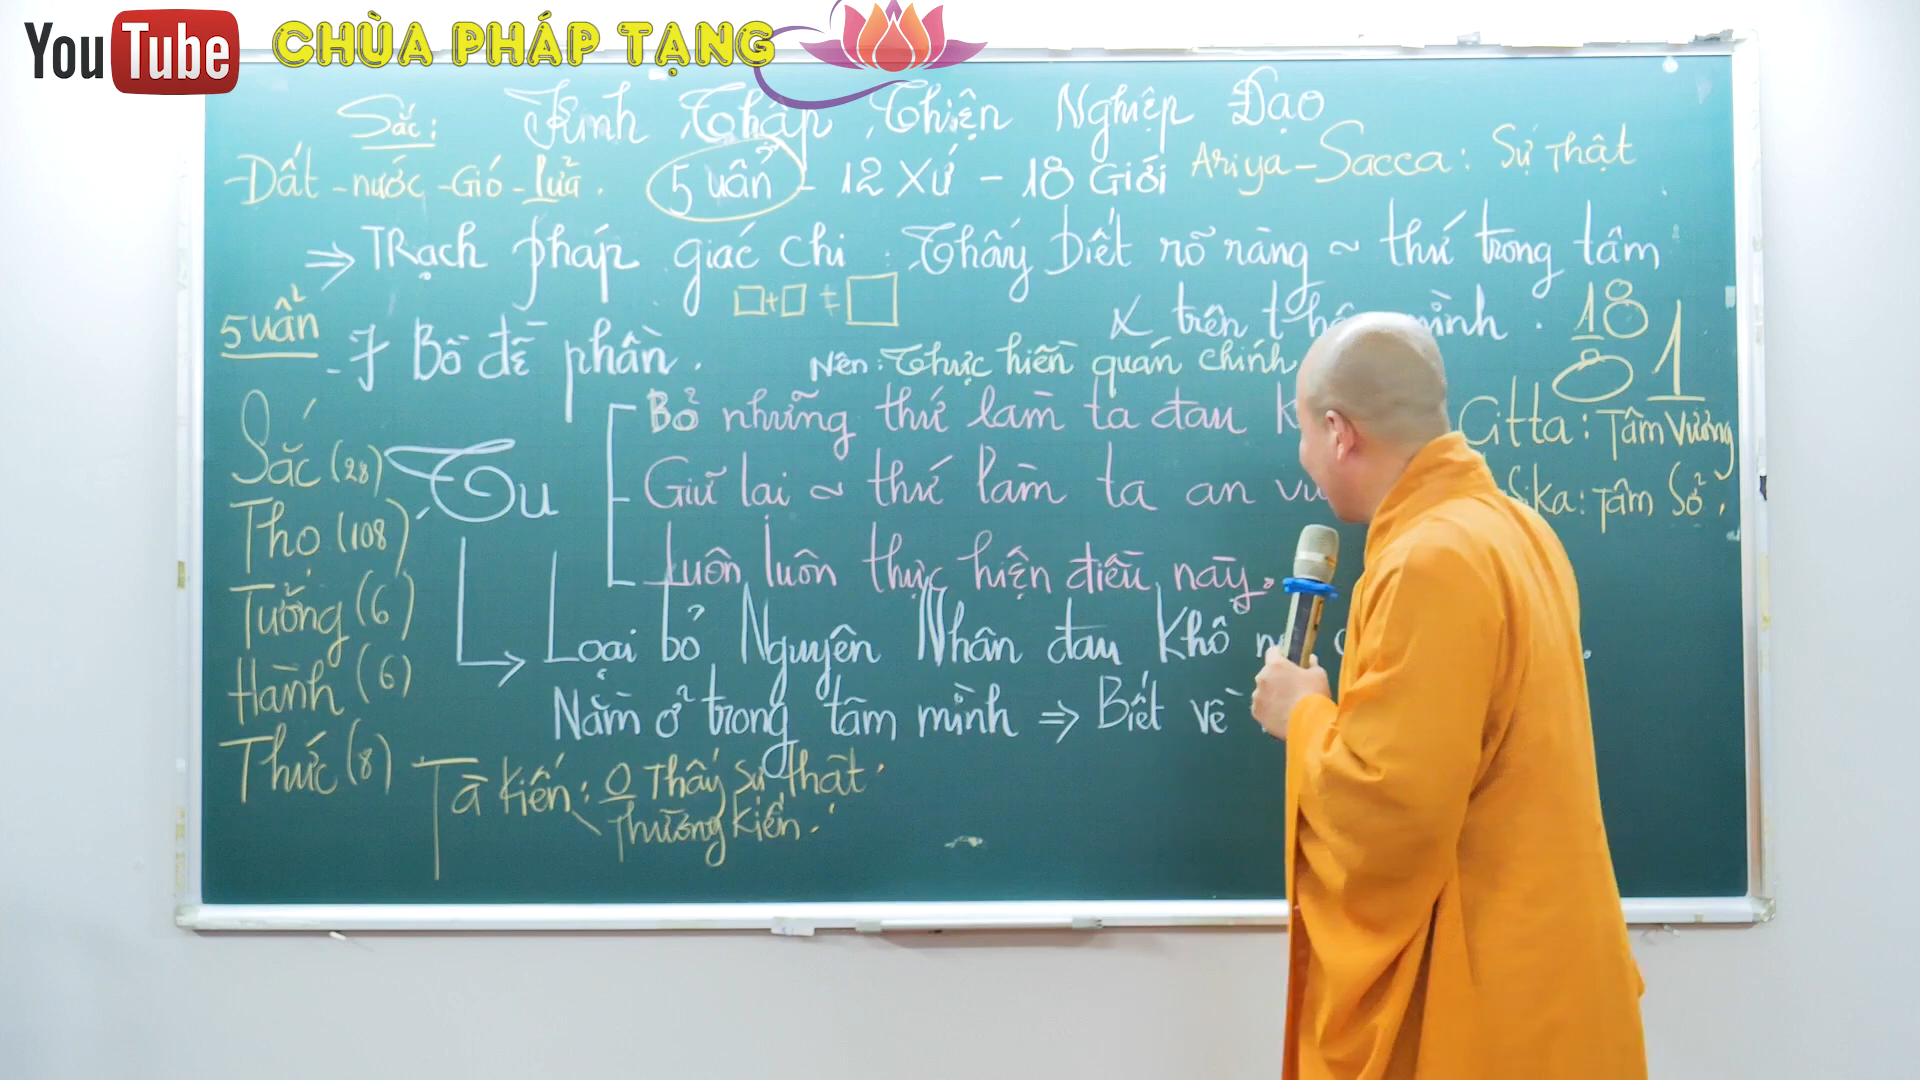 YouTube CHÙA PHÁP TẠNG
Kinh Thập Thiện Nghiệp Đạo
Sắc:
- Đất - nước - Gió - lửa.
5 uẩn - 12 Xứ - 18 Giới
Ariya - Sacca: Sự Thật
⇒ Trạch pháp giác chi: Thấy biết rõ ràng ~ thứ trong tâm
□+□ = □
& trên thân mình.
18
8 1
5 uẩn
- 7 Bồ đề phần.
Nên: Thực hiền quán chính
Sắc (28)
Thọ (108)
Tưởng (6)
Hành (6)
Thức (8)
Tu
Bỏ những thứ làm ta đau K
Giữ lại ~ thứ làm ta an vu
Luôn luôn thực hiện điều này.
Citta: Tâm Vương
sika: Tâm Sở,
Loại bỏ Nguyên Nhân đau Khổ
Nằm ở trong tâm mình ⇒ Biết về
Tà Kiến: 0 Thấy Sự thật.
Thường Kiến.